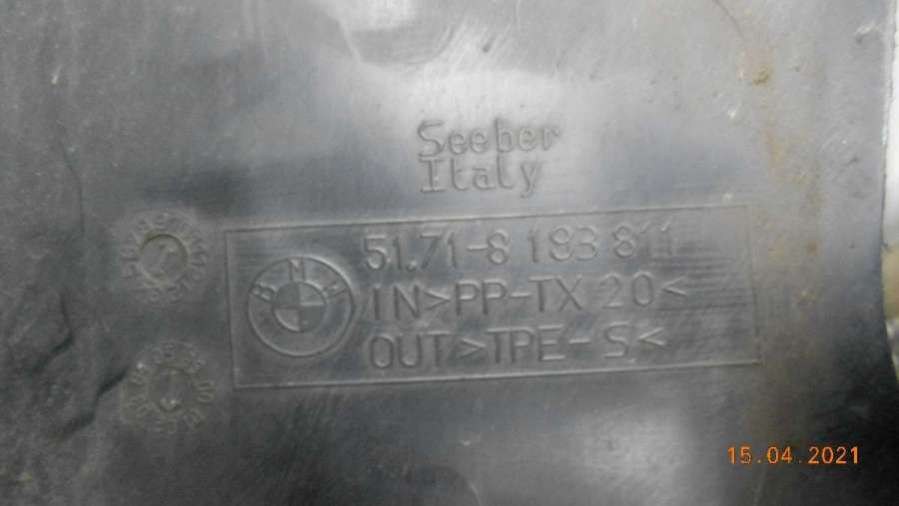 Seeber
Italy
51.71-8 183 811
BMW
IN>PP-TX 20<
OUT>TPE-S<
15.04.2021